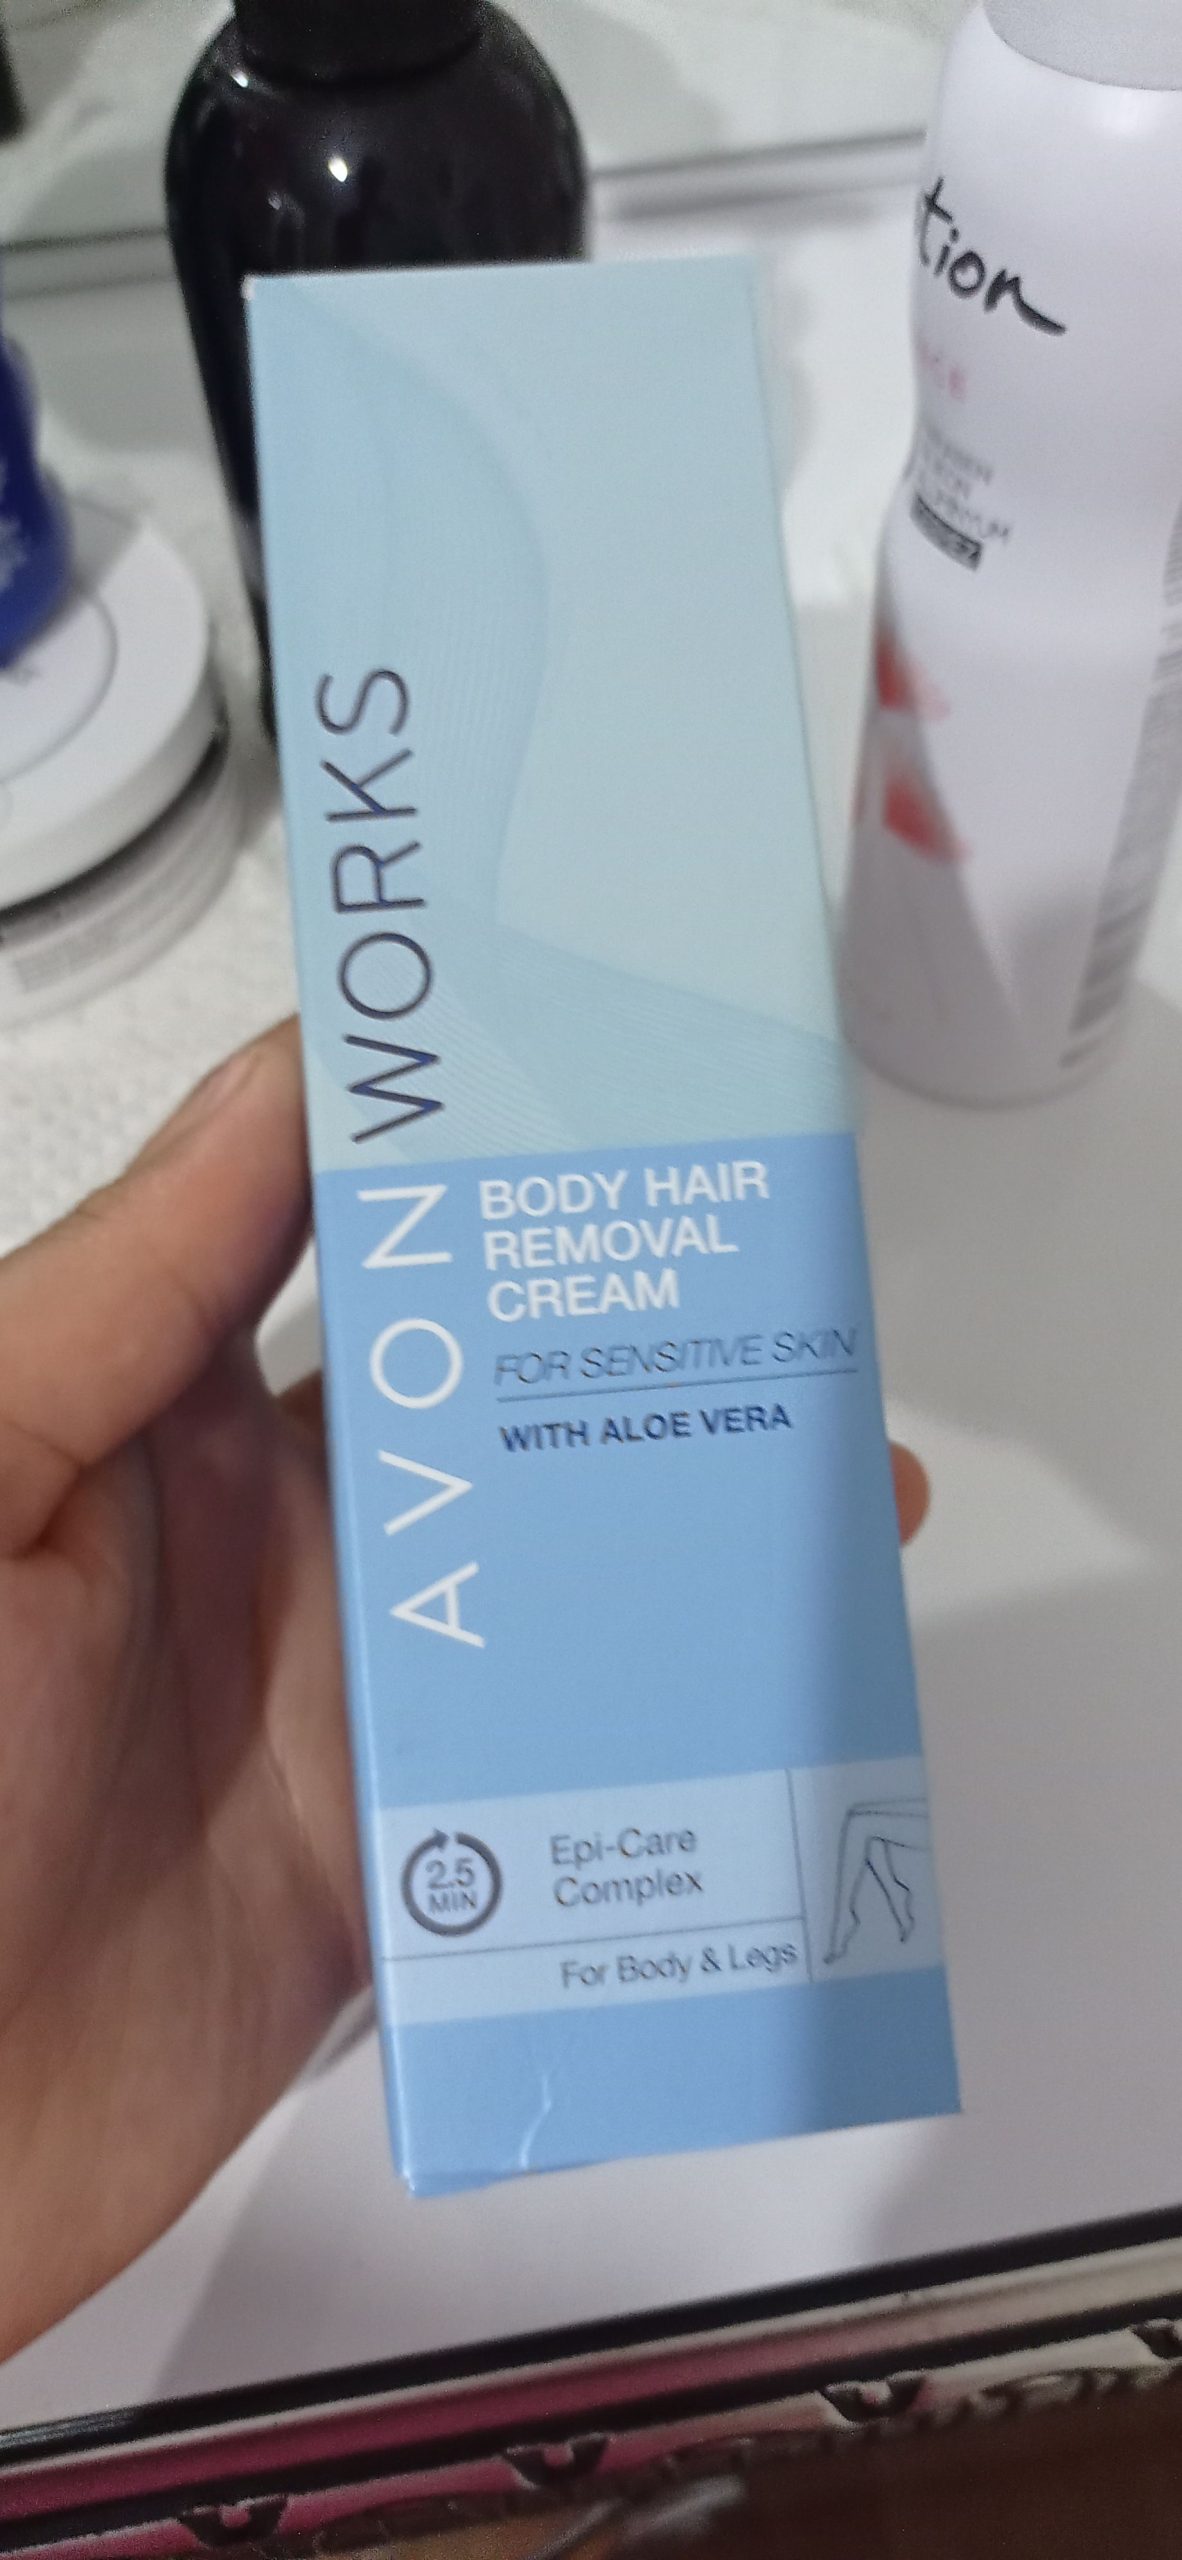 AVON WORKS
BODY HAIR
REMOVAL
CREAM
FOR SENSITIVE SKIN
WITH ALOE VERA
2.5
MIN
Epi-Care
Complex
For Body & Legs
tion